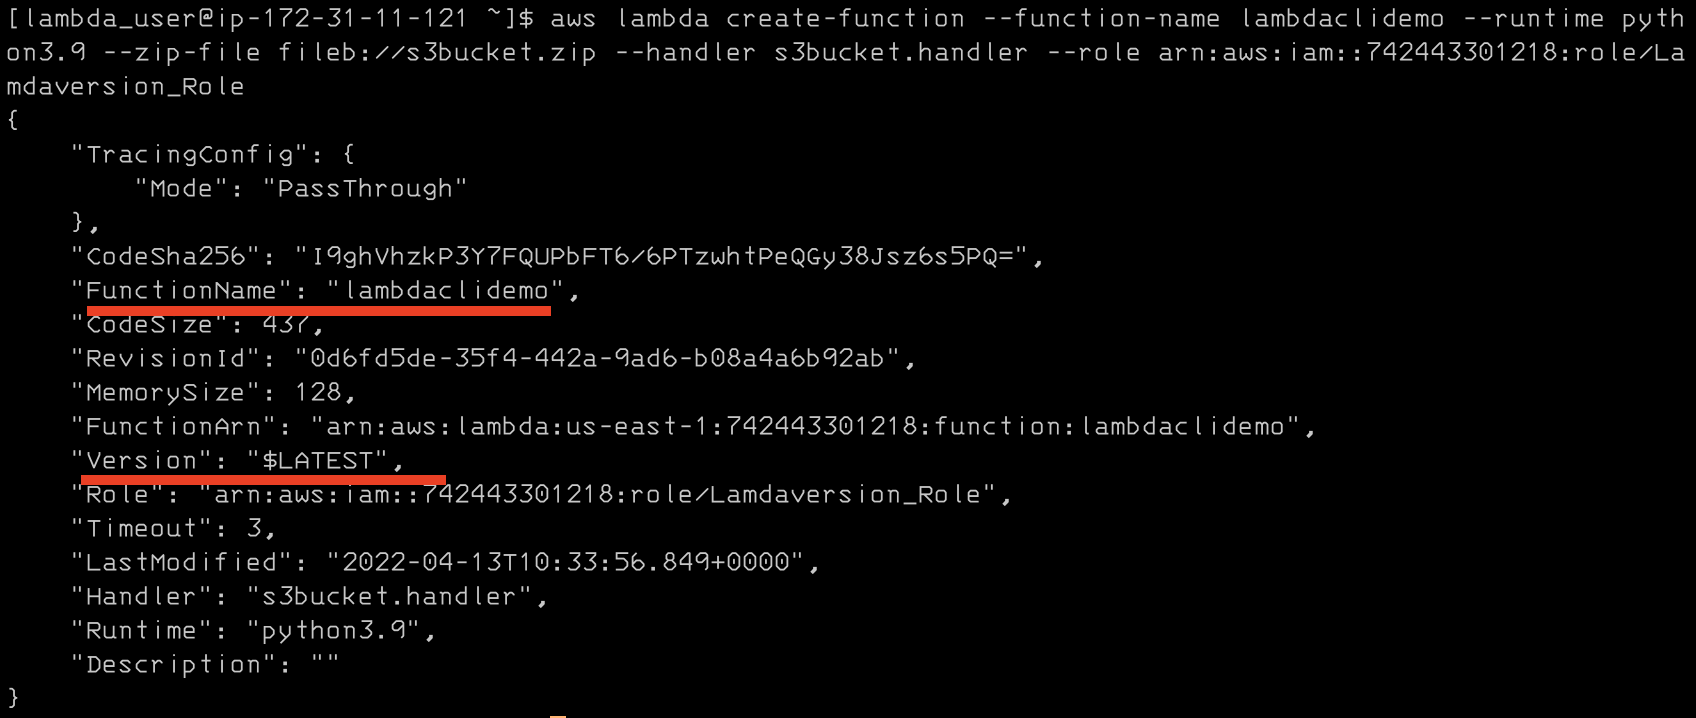 [lambda_user@ip-172-31-11-121 ~]$ aws lambda create-function --function-name lambdaclidemo --runtime pyth
on3.9 --zip-file fileb://s3bucket.zip --handler s3bucket.handler --role arn:aws:iam::742443301218:role/La
mdaversion_Role
{
    "TracingConfig": {
        "Mode": "PassThrough"
    },
    "CodeSha256": "I9ghVhzkP3Y7FQUPbFT6/6PTzwhtPeQGy38Jsz6s5PQ=",
    "FunctionName": "lambdaclidemo",
    "CodeSize": 437,
    "RevisionId": "0d6fd5de-35f4-442a-9ad6-b08a4a6b92ab",
    "MemorySize": 128,
    "FunctionArn": "arn:aws:lambda:us-east-1:742443301218:function:lambdaclidemo",
    "Version": "$LATEST",
    "Role": "arn:aws:iam::742443301218:role/Lamdaversion_Role",
    "Timeout": 3,
    "LastModified": "2022-04-13T10:33:56.849+0000",
    "Handler": "s3bucket.handler",
    "Runtime": "python3.9",
    "Description": ""
}